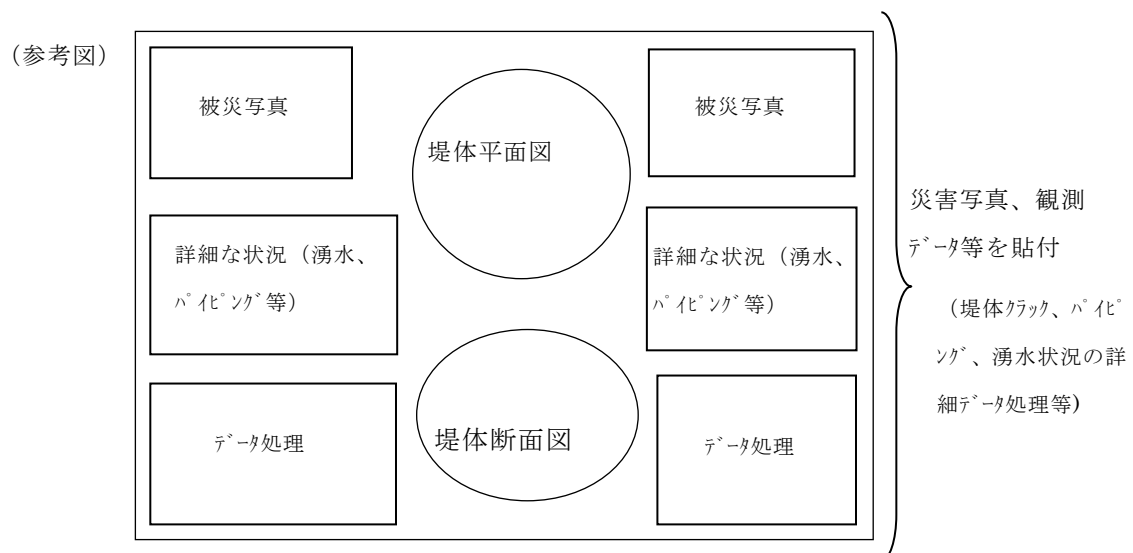 (参考図)
被災写真
堤体平面図
被災写真
詳細な状況（湧水、
ﾊﾟｲﾋﾟﾝｸﾞ等）
詳細な状況（湧水、
ﾊﾟｲﾋﾟﾝｸﾞ等）
ﾃﾞｰﾀ処理
堤体断面図
ﾃﾞｰﾀ処理
災害写真、観測
ﾃﾞｰﾀ等を貼付
（堤体ｸﾗｯｸ、ﾊﾟｲﾋﾟ
ﾝｸﾞ、湧水状況の詳
細ﾃﾞｰﾀ処理等)